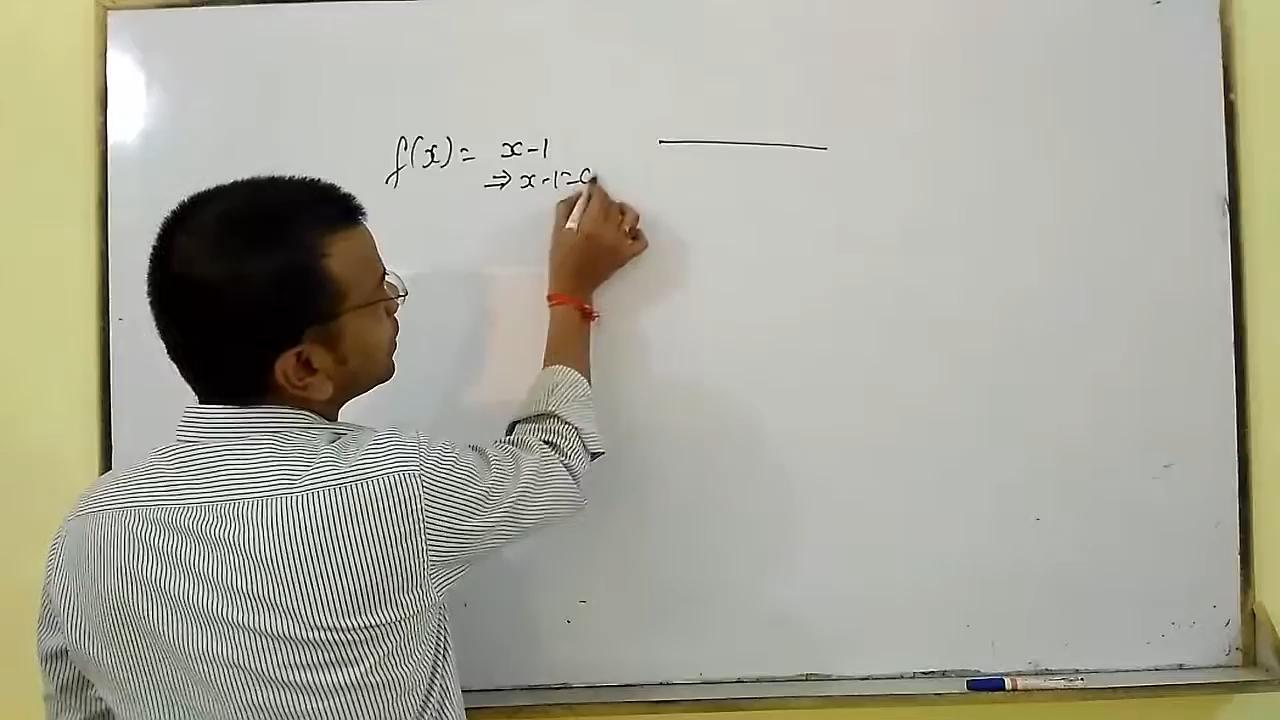 f(x) = x-1
⇒ x-1=0